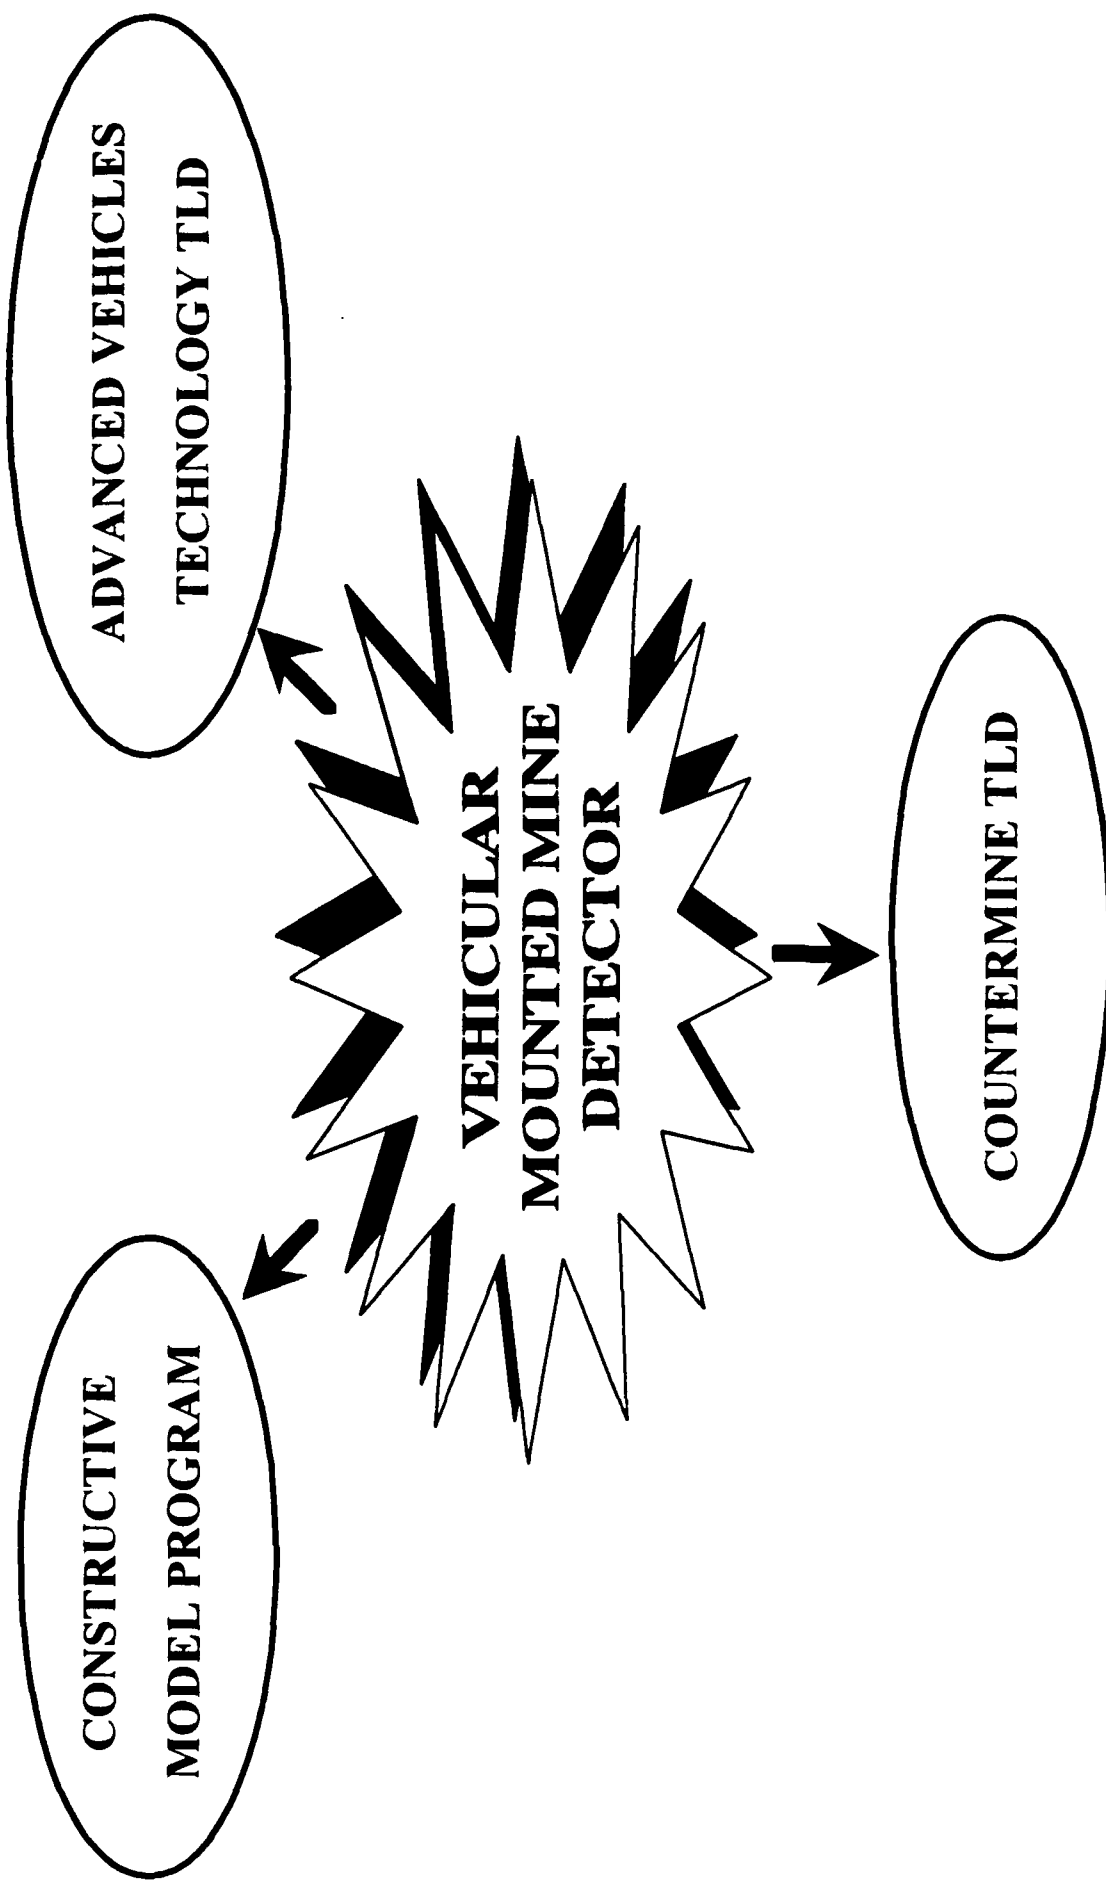 CONSTRUCTIVE
MODEL PROGRAM
ADVANCED VEHICLES
TECHNOLOGY TLD
VEHICULAR
MOUNTED MINE
DETECTOR
COUNTERMINE TLD